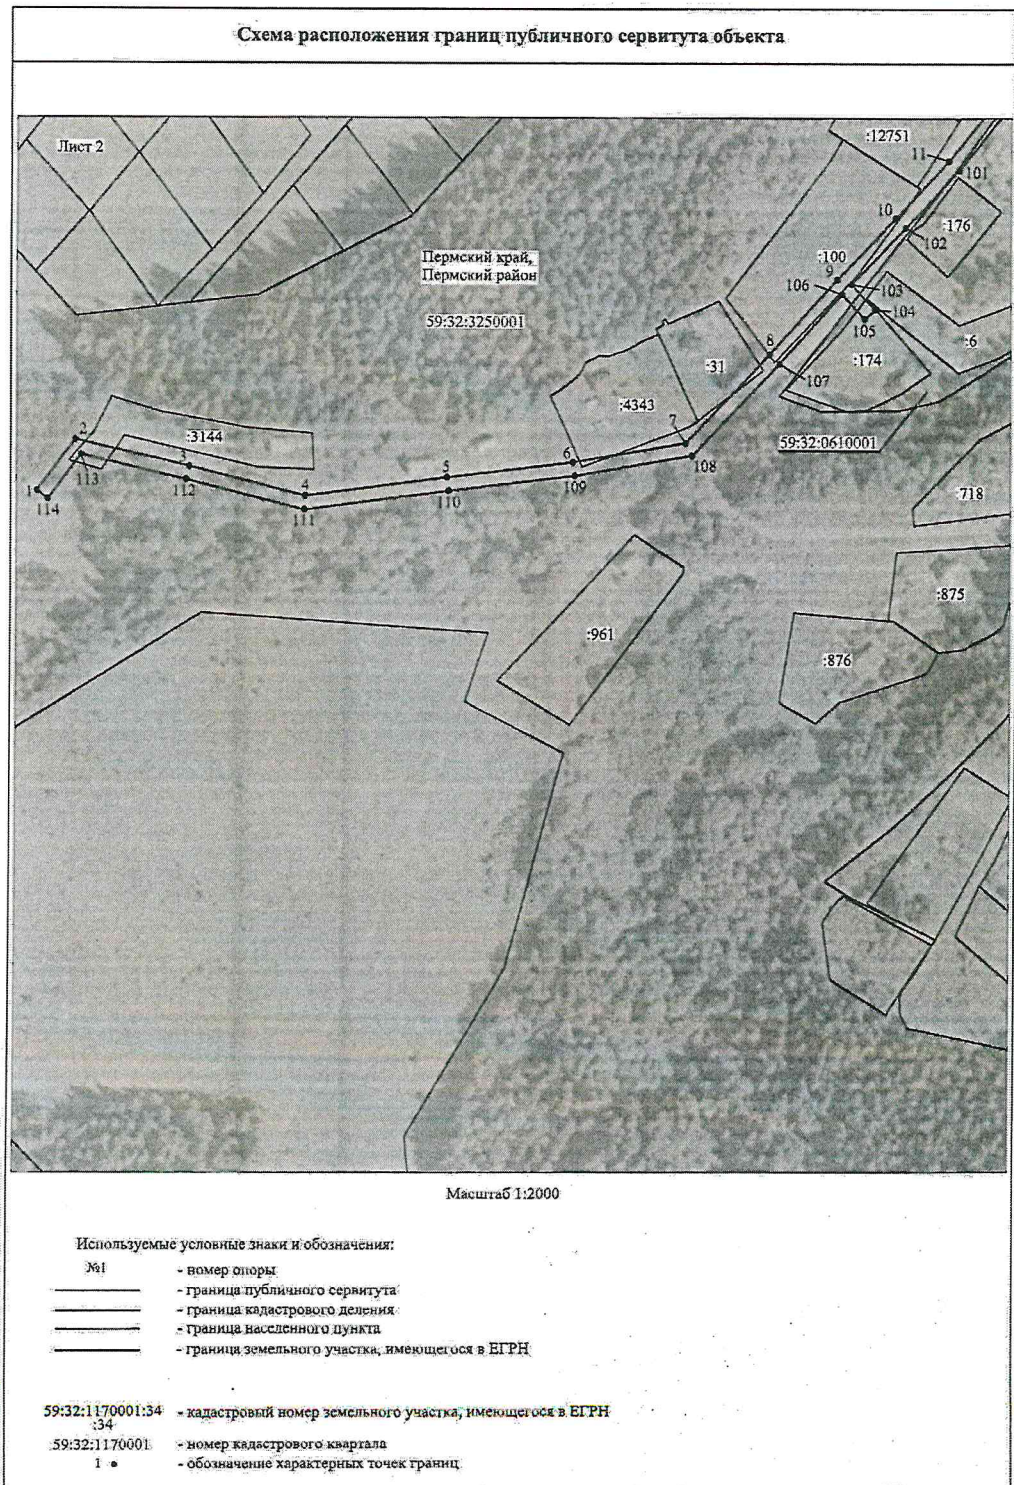 Схема расположения границ публичного сервитута объекта
Лист 2
:12751
11
101
10
:176
102
Пермский край,
Пермский район
:100
9
106
103
104
105
59:32:3250001
:6
8
:31
:174
107
:4343
7
2
:3144
59:32:0610001
3
6
108
113
5
1
112
4
109
110
:718
114
111
:875
:961
:876
Масштаб 1:2000
Используемые условные знаки и обозначения:
№1 - номер опоры
- граница публичного сервитута
- граница кадастрового деления
- граница населенного пункта
- граница земельного участка, имеющегося в ЕГРН
59:32:1170001:34 - кадастровый номер земельного участка, имеющегося в ЕГРН
:34
59:32:1170001 - номер кадастрового квартала
1 - обозначение характерных точек границ